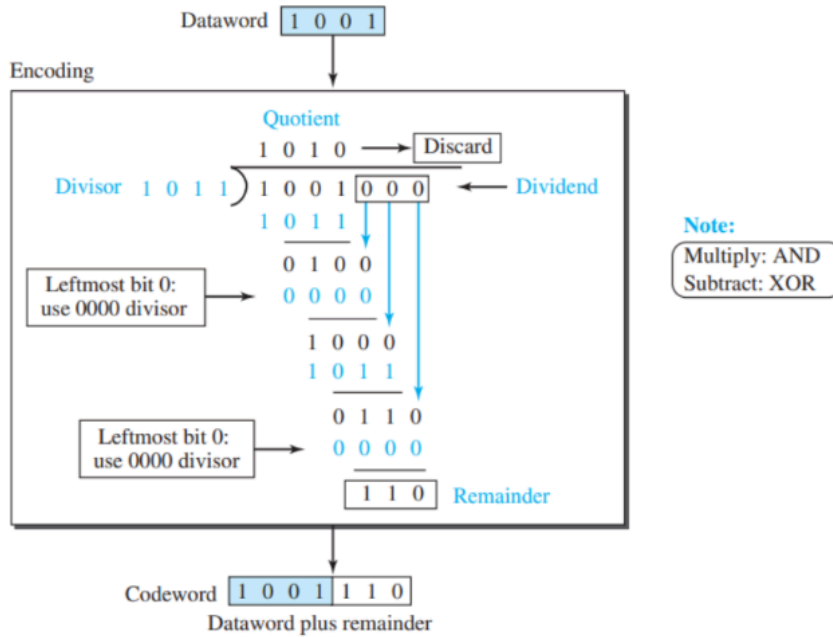 Dataword 1 0 0 1
Encoding
Quotient
1 0 1 0 Discard
Divisor 1 0 1 1 1 0 0 1 0 0 0 Dividend
1 0 1 1
Note:
Multiply: AND
Subtract: XOR
0 1 0 0
Leftmost bit 0:
use 0000 divisor
0 0 0 0
1 0 0 0
1 0 1 1
0 1 1 0
Leftmost bit 0:
use 0000 divisor
0 0 0 0
1 1 0 Remainder
Codeword 1 0 0 1 1 1 0
Dataword plus remainder